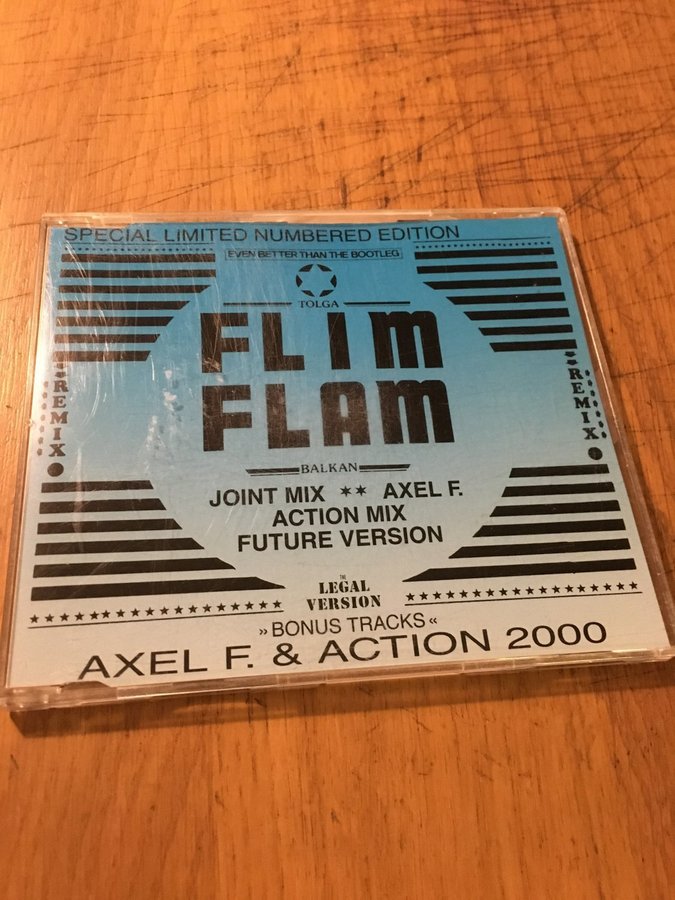 SPECIAL LIMITED NUMBERED EDITION
EVEN BETTER THAN THE BOOTLEG
TOLGA
FLIM
FLAM
REMIX
REMIX
BALKAN
JOINT MIX ** AXEL F.
ACTION MIX
FUTURE VERSION
THE
LEGAL
VERSION
»BONUS TRACKS«
AXEL F. & ACTION 2000